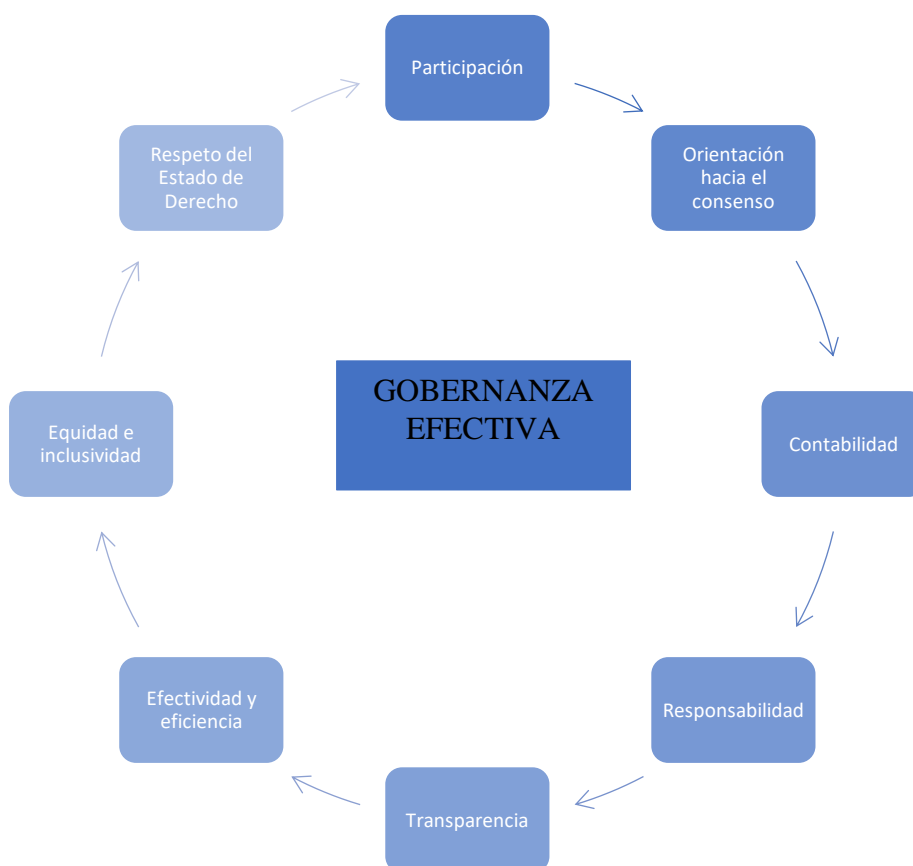 Participación
Orientación
hacia el
consenso
Contabilidad
Responsabilidad
Transparencia
Efectividad y
eficiencia
Equidad e
inclusividad
Respeto del
Estado de
Derecho
GOBERNANZA
EFECTIVA